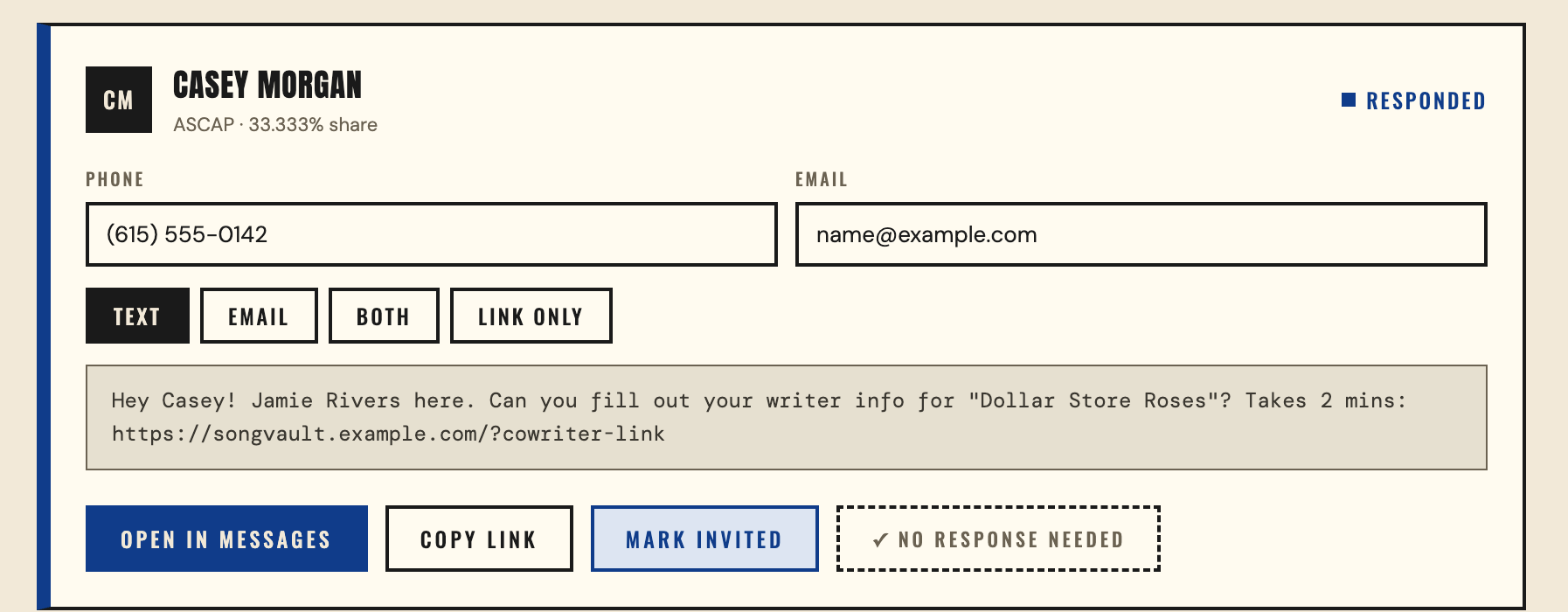 CM
CASEY MORGAN
ASCAP · 33.333% share
RESPONDED
PHONE
EMAIL
(615) 555-0142
name@example.com
TEXT
EMAIL
BOTH
LINK ONLY
Hey Casey! Jamie Rivers here. Can you fill out your writer info for "Dollar Store Roses"? Takes 2 mins:
https://songvault.example.com/?cowriter-link
OPEN IN MESSAGES
COPY LINK
MARK INVITED
✓ NO RESPONSE NEEDED